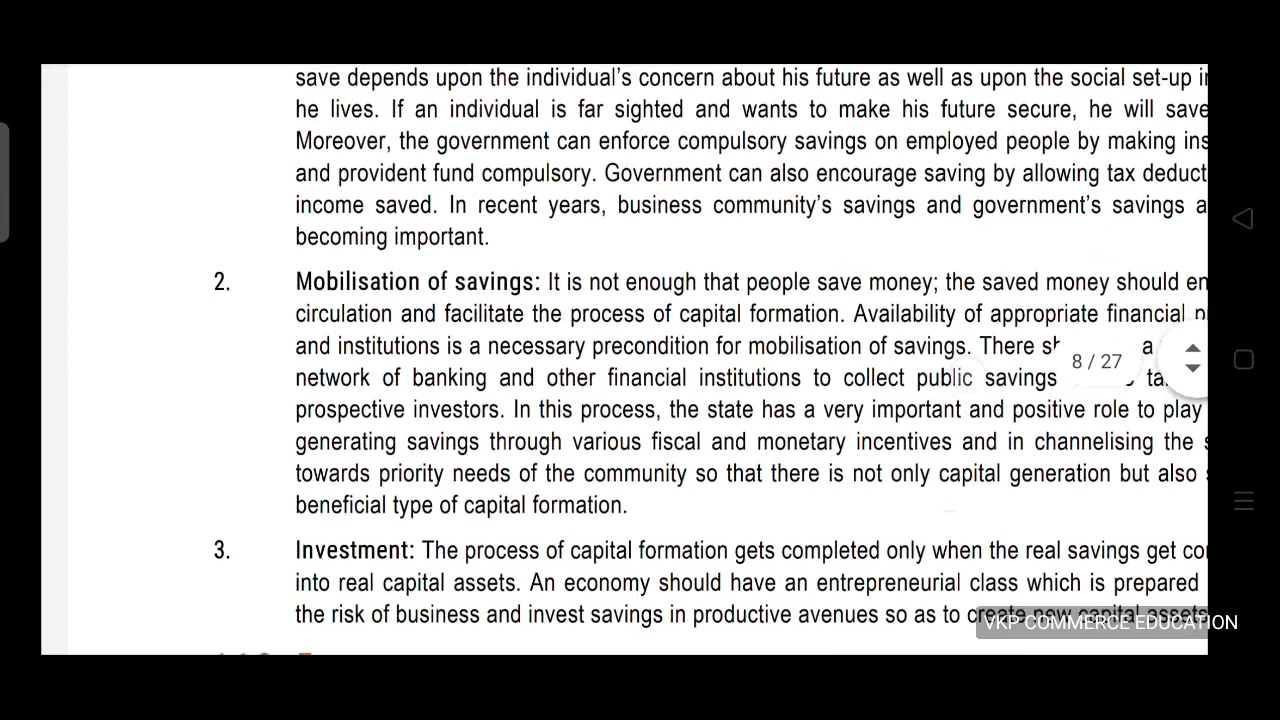 save depends upon the individual's concern about his future as well as upon the social set-up
he lives. If an individual is far sighted and wants to make his future secure, he will save
Moreover, the government can enforce compulsory savings on employed people by making
and provident fund compulsory. Government can also encourage saving by allowing tax
income saved. In recent years, business community's savings and government's savings
becoming important.
2. Mobilisation of savings: It is not enough that people save money; the saved money should
circulation and facilitate the process of capital formation. Availability of appropriate financial
and institutions is a necessary precondition for mobilisation of savings. There
8 / 27
network of banking and other financial institutions to collect public savings
prospective investors. In this process, the state has a very important and positive role to play
generating savings through various fiscal and monetary incentives and in channelising the
towards priority needs of the community so that there is not only capital generation but also
beneficial type of capital formation.
3. Investment: The process of capital formation gets completed only when the real savings get
into real capital assets. An economy should have an entrepreneurial class which is prepared
the risk of business and invest savings in productive avenues so as to create new capital assets
VKP COMMERCE EDUCATION